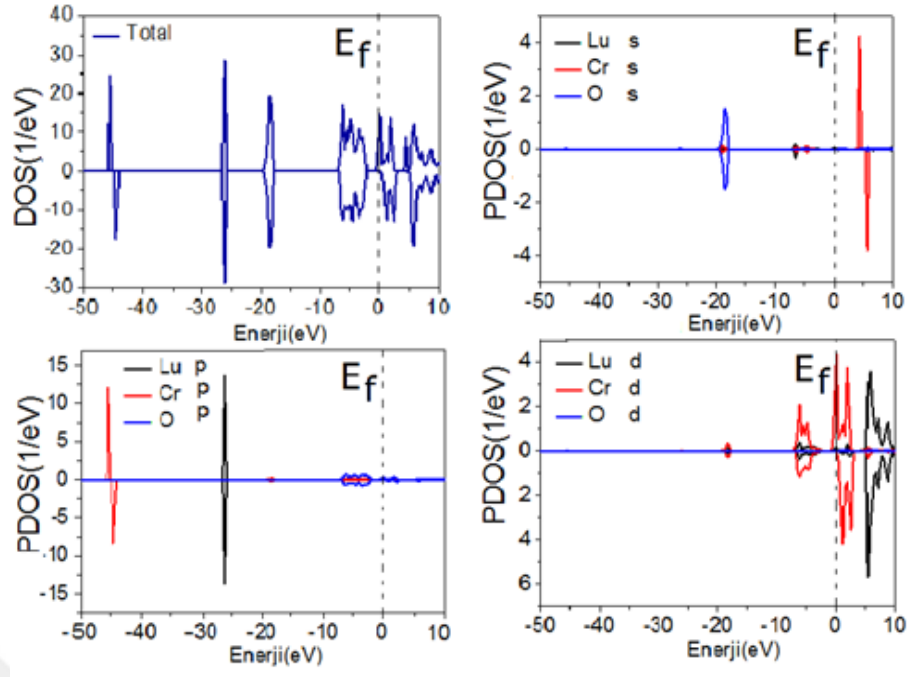 40
30
20
10
0
10
20
30
DOS(1/eV)
Total
E_f
-50 -40 -30 -20 -10 0 10
Enerji(eV)
4
2
0
-2
-4
PDOS(1/eV)
Lu s
Cr s
O s
E_f
-50 -40 -30 -20 -10 0 10
Enerji(eV)
15
10
5
0
-5
-10
-15
PDOS(1/eV)
Lu p
Cr p
O p
E_f
-50 -40 -30 -20 -10 0 10
Enerji(eV)
4
2
0
2
4
6
PDOS(1/eV)
Lu d
Cr d
O d
E_f
-50 -40 -30 -20 -10 0 10
Enerji(eV)